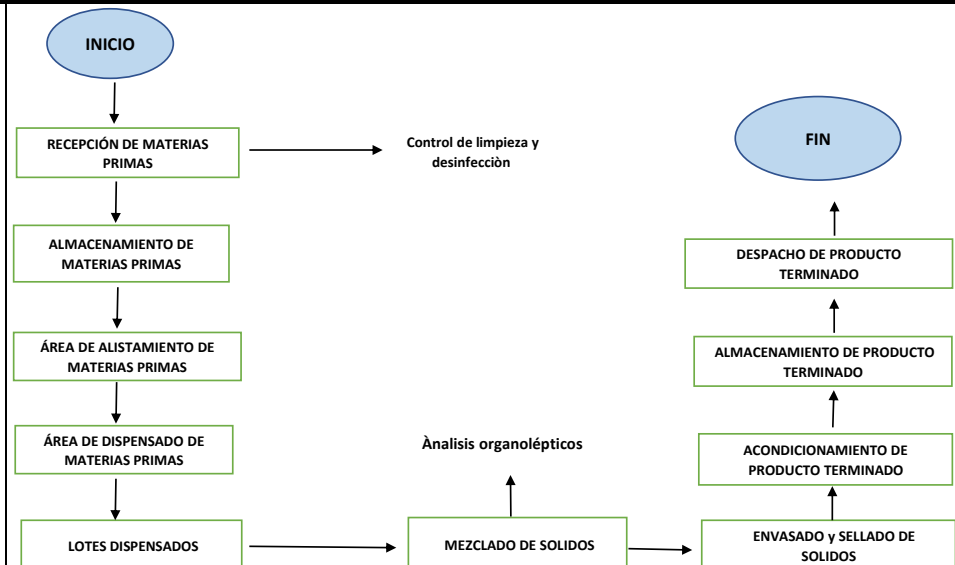 INICIO
RECEPCIÓN DE MATERIAS
PRIMAS
Control de limpieza y
desinfecciòn
ALMACENAMIENTO DE
MATERIAS PRIMAS
ÁREA DE ALISTAMIENTO DE
MATERIAS PRIMAS
ÁREA DE DISPENSADO DE
MATERIAS PRIMAS
LOTES DISPENSADOS
Ànalisis organolépticos
MEZCLADO DE SOLIDOS
ENVASADO y SELLADO DE
SOLIDOS
ACONDICIONAMIENTO DE
PRODUCTO TERMINADO
ALMACENAMIENTO DE PRODUCTO
TERMINADO
DESPACHO DE PRODUCTO
TERMINADO
FIN